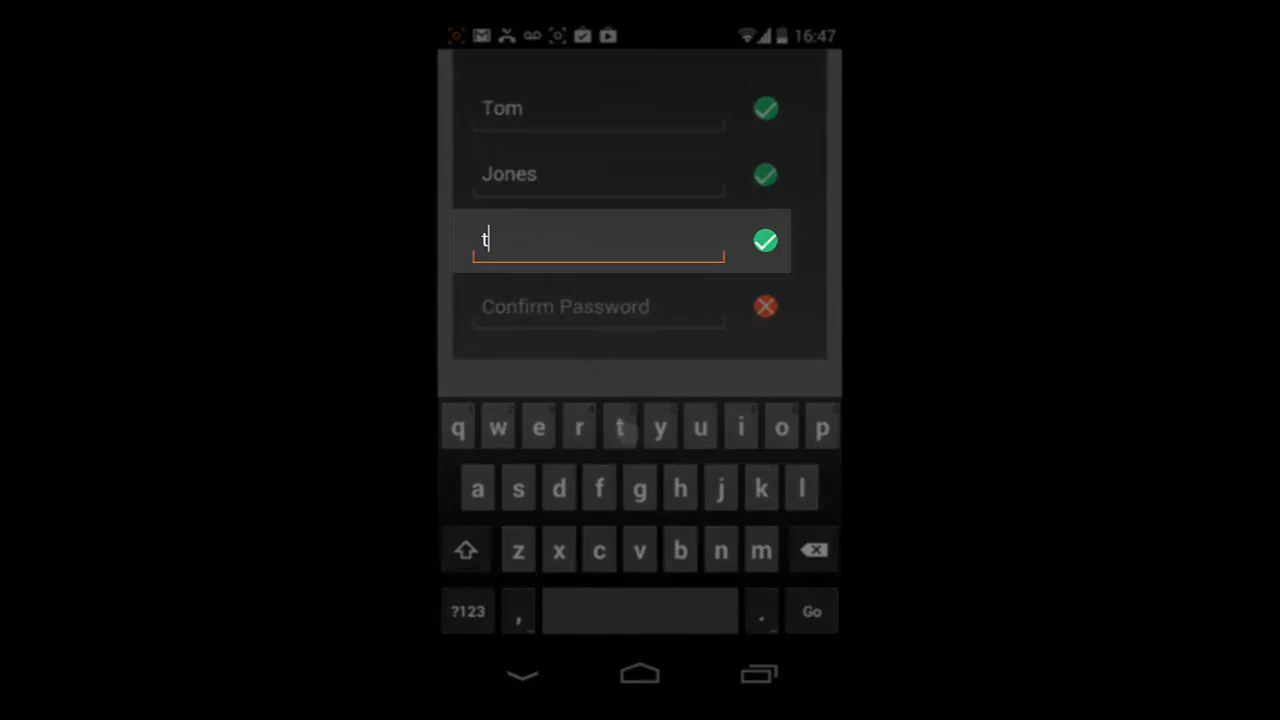 16:47
Tom
Jones
t
Confirm Password
q w e r t y u i o p
a s d f g h j k l
z x c v b n m
?123 , . Go